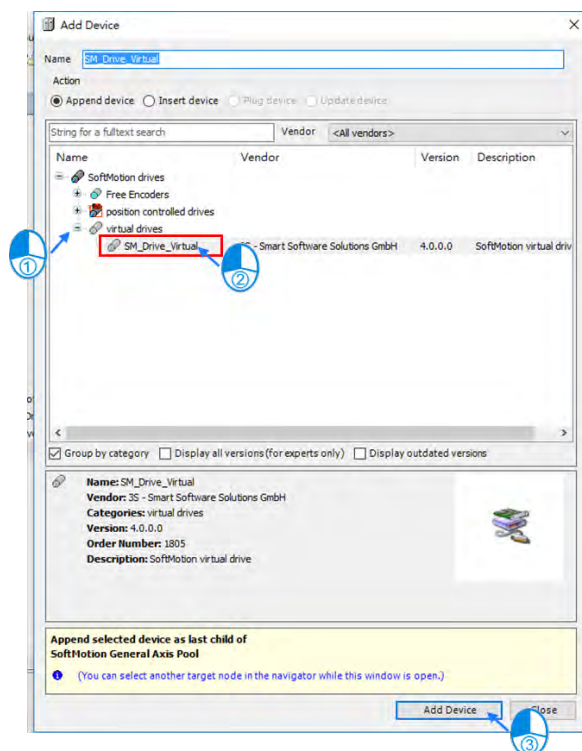 Add Device
Name SM_Drive_Virtual
Action
Append device Insert device Plug device Update device
String for a fulltext search Vendor <All vendors>
Name Vendor Version Description
SoftMotion drives
Free Encoders
position controlled drives
virtual drives
①
SM_Drive_Virtual 3S - Smart Software Solutions GmbH 4.0.0.0 SoftMotion virtual driv
②
Group by category Display all versions (for experts only) Display outdated versions
Name: SM_Drive_Virtual
Vendor: 3S - Smart Software Solutions GmbH
Categories: virtual drives
Version: 4.0.0.0
Order Number: 1805
Description: SoftMotion virtual drive
Append selected device as last child of
SoftMotion General Axis Pool
(You can select another target node in the navigator while this window is open.)
Add Device Close
③